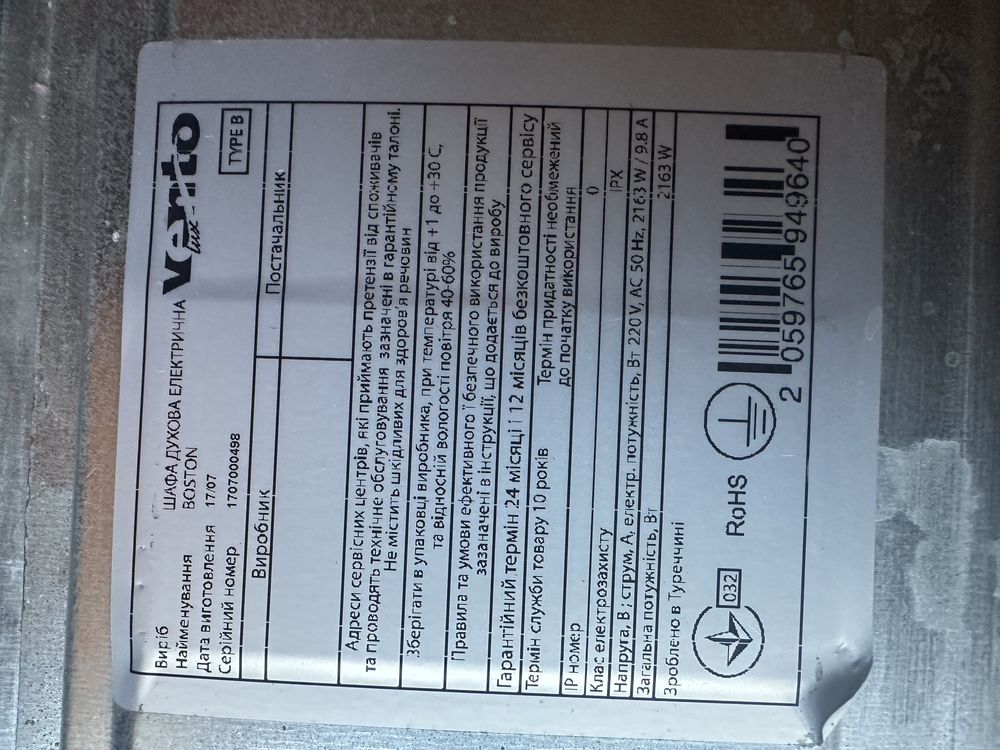 Виріб ШАФА ДУХОВА ЕЛЕКТРИЧНА
Найменування BOSTON
Дата виготовлення 17/07
Серійний номер 1707000498
Vento
lux
TYPE B
Виробник Постачальник
Адреси сервісних центрів, які приймають претензії від споживачів
та проводять технічне обслуговування зазначені в гарантійному талоні.
Не містить шкідливих для здоров'я речовин
Зберігати в упаковці виробника, при температурі від +1 до +30 С,
та відносній вологості повітря 40-60%
Правила та умови ефективного ї безпечного використання продукції
зазазначені в інструкції, що додається до виробу
Гарантійний термін 24 місяці і 12 місяців безкоштовного сервісу
Термін служби товару 10 років Термін придатності необмежений
до початку використання
IP номер 0
Клас електрозахисту IPX
Напруга, В ; струм, А, електр. потужність, Вт 220 V, AC 50 Hz, 2163 W / 9.8 A
Загальна потужність, Вт 2163 W
Зроблено в Туреччині
032
RoHS
2 059765 949640